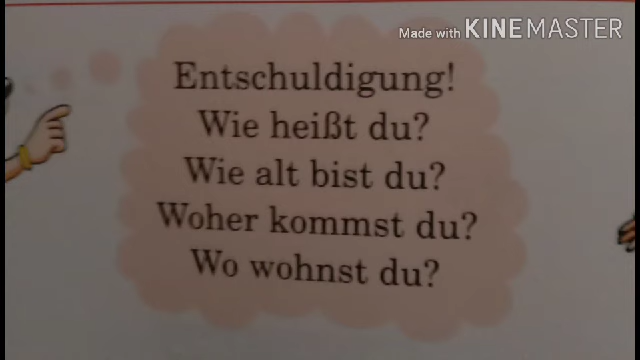 Made with KINEMASTER
Entschuldigung!
Wie heißt du?
Wie alt bist du?
Woher kommst du?
Wo wohnst du?